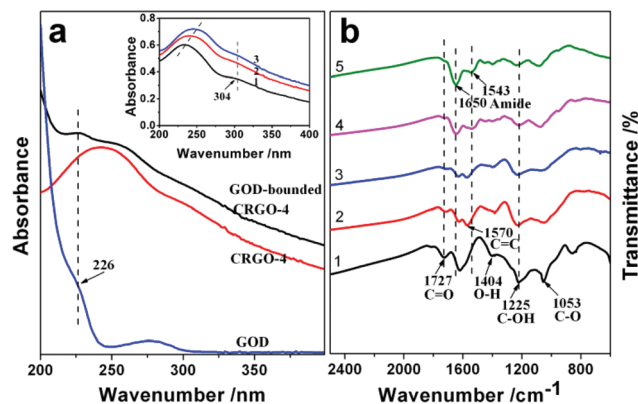 a
0.8
0.6
0.4
0.2
0.0
Absorbance
3
2
1
304
200 250 300 350 400
Wavenumber /nm
GOD-bounded
CRGO-4
CRGO-4
226
GOD
Absorbance
200 250 300 350
Wavenumber /nm
b
5
1543
1650 Amide
4
3
2
1570
C=C
1
1727
C=O
1404
O-H
1225
C-OH
1053
C-O
Transmittance /%
2400 2000 1600 1200 800
Wavenumber /cm-1